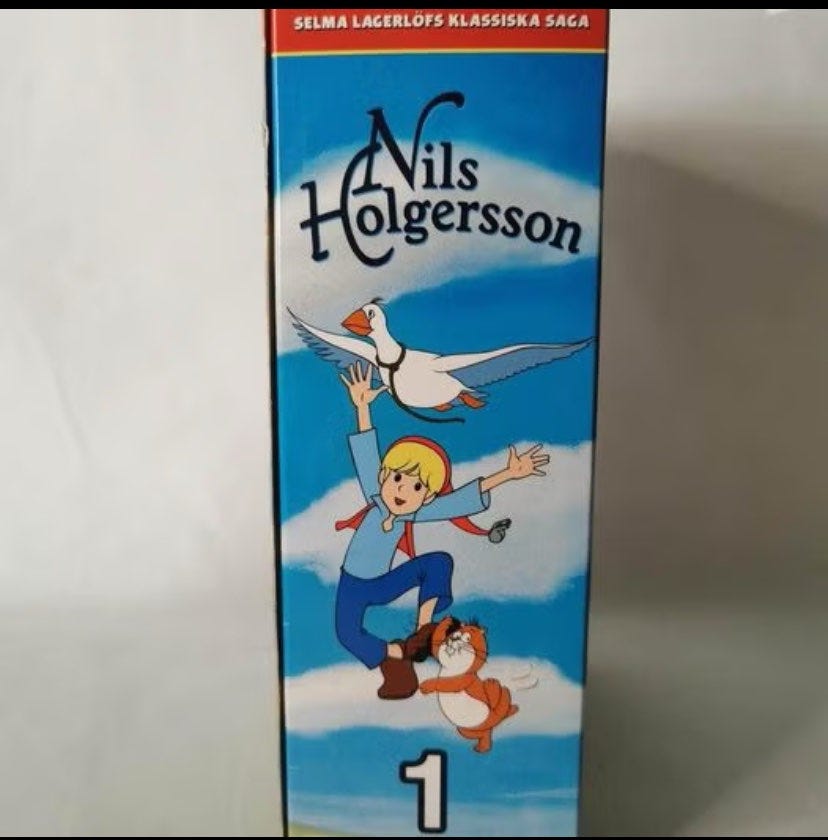 SELMA LAGERLÖFS KLASSISKA SAGA
Nils
Holgersson
1